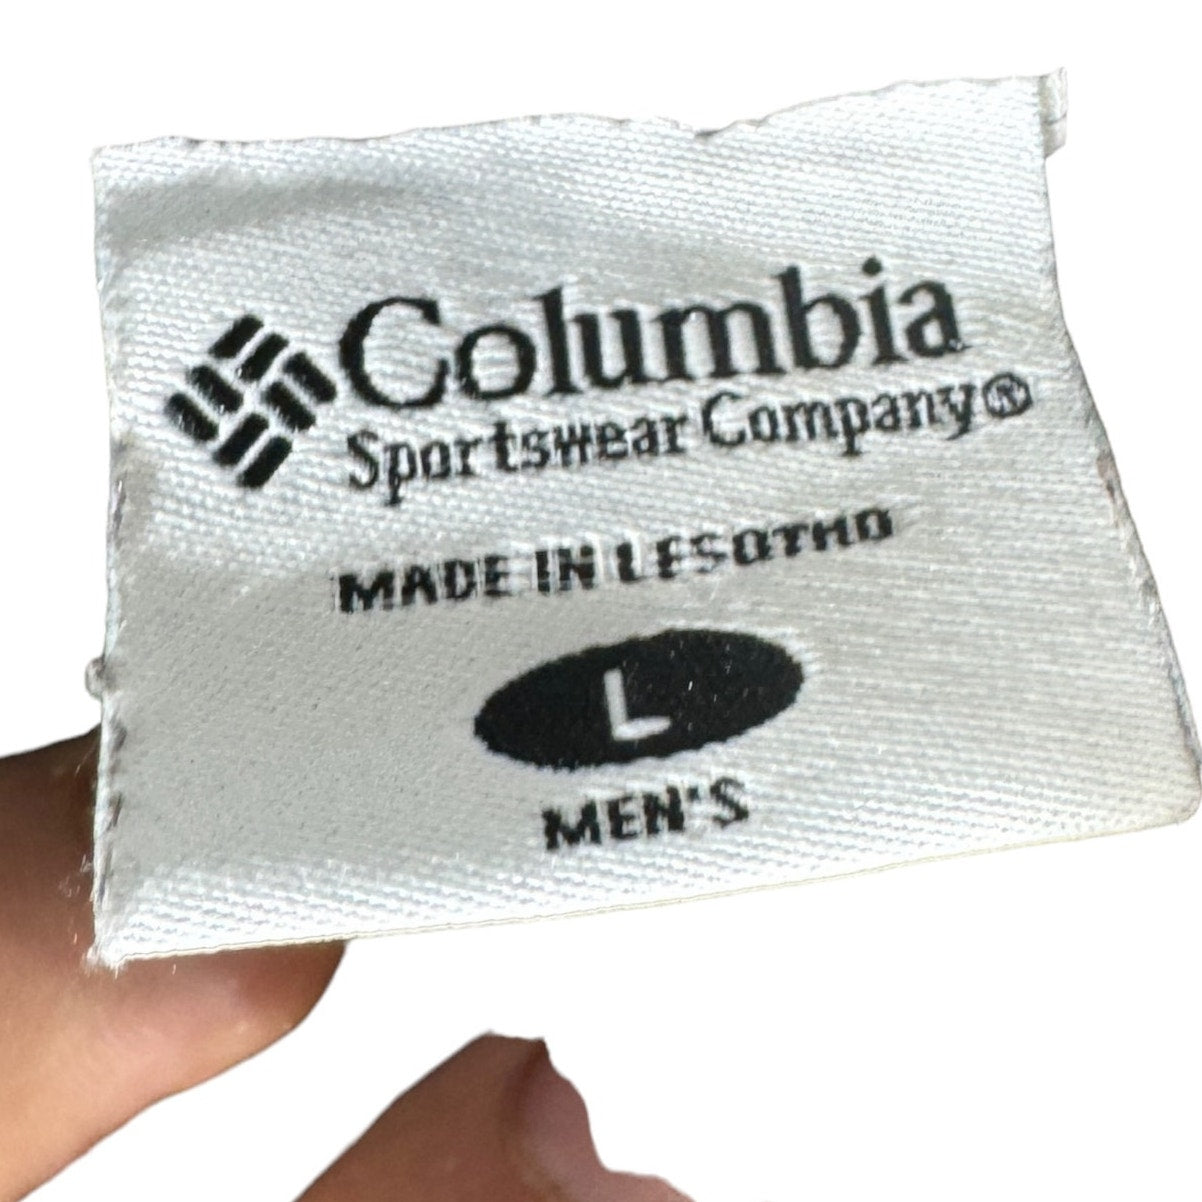 Columbia
Sportswear Company®
MADE IN LESOTHO
L
MEN'S